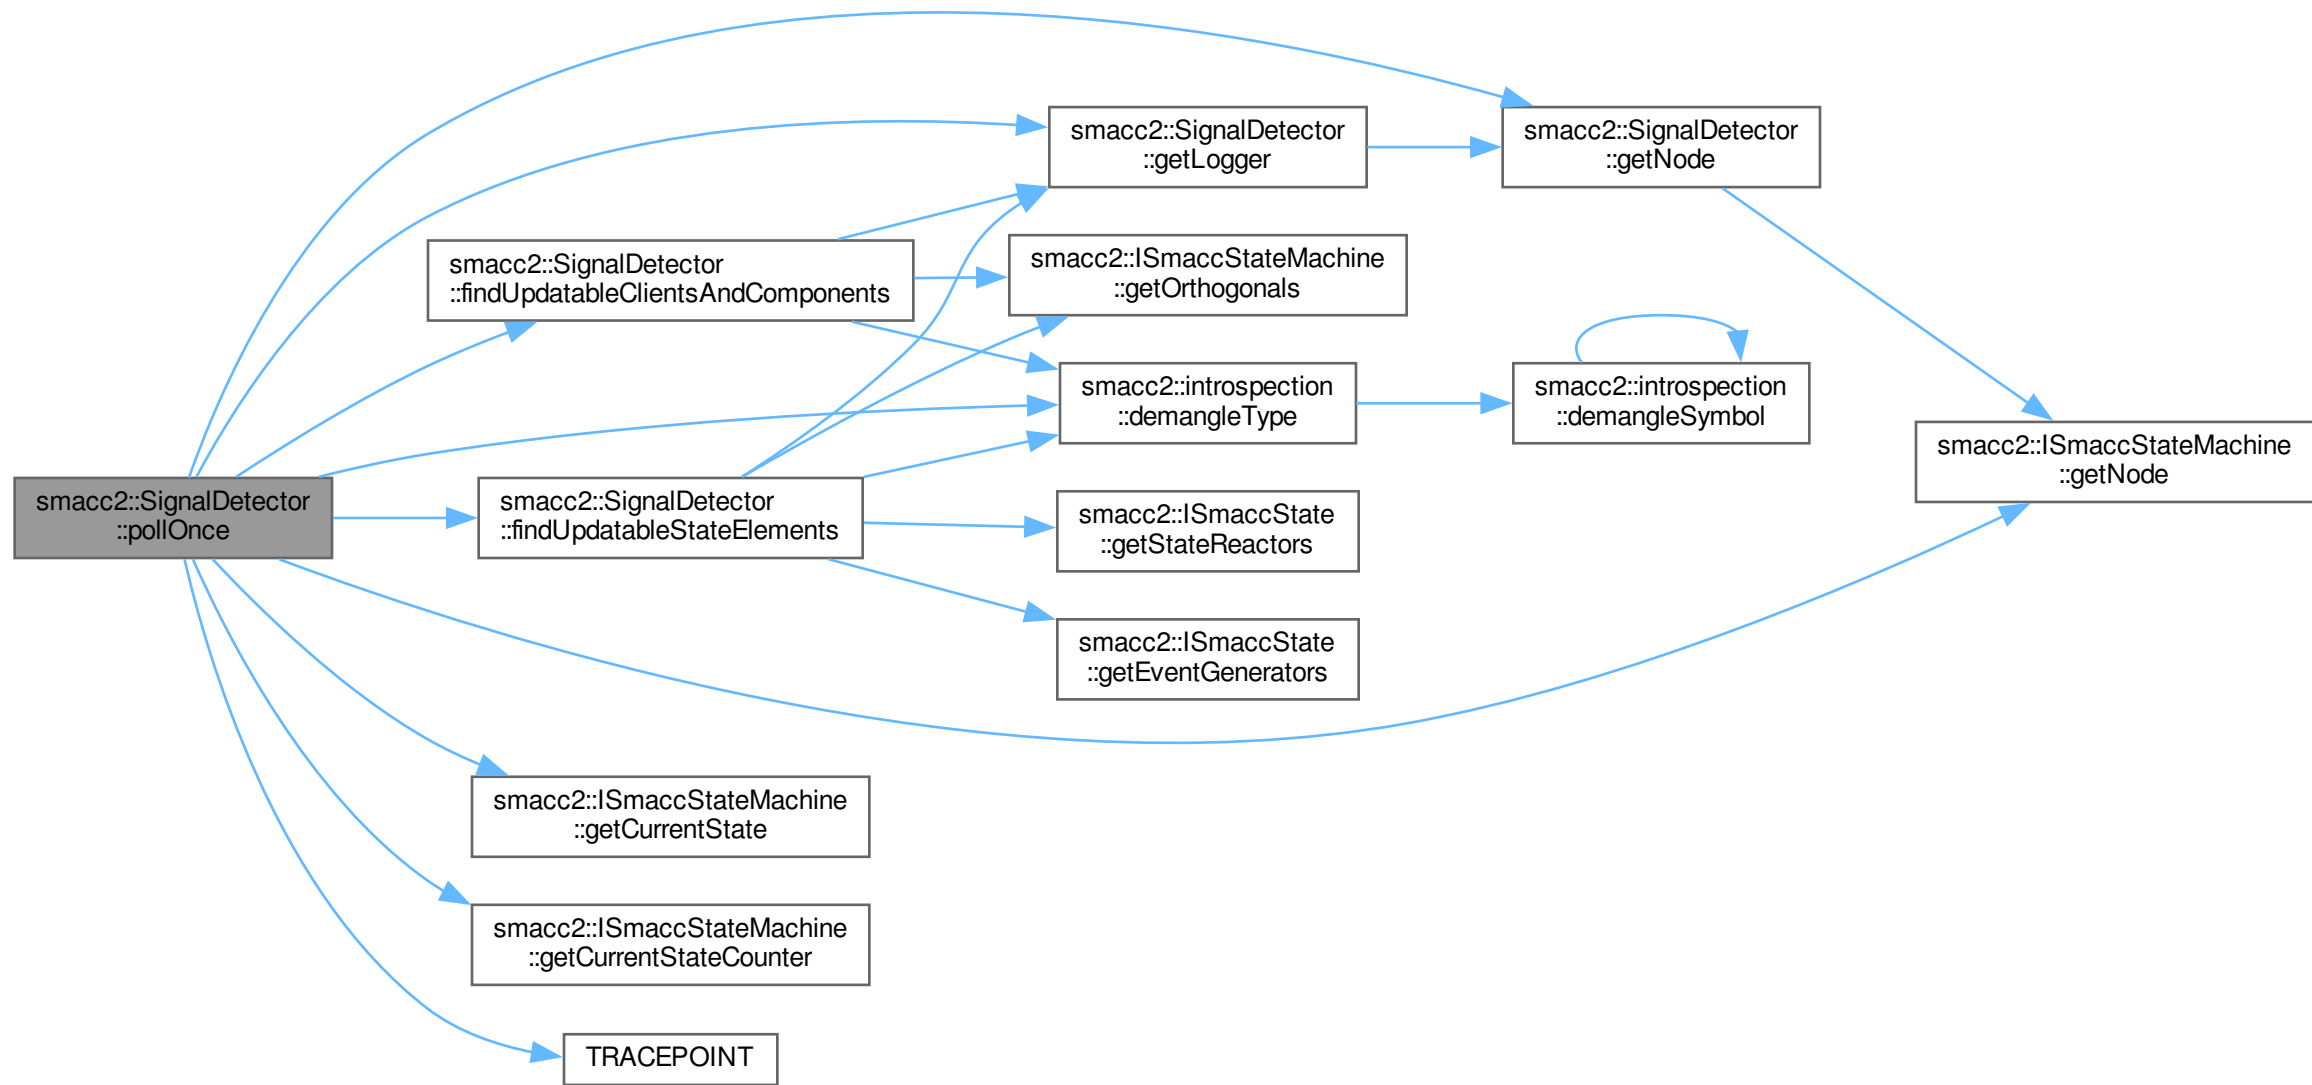 smacc2::SignalDetector
::pollOnce
smacc2::SignalDetector
::findUpdatableClientsAndComponents
smacc2::SignalDetector
::findUpdatableStateElements
smacc2::ISmaccStateMachine
::getCurrentState
smacc2::ISmaccStateMachine
::getCurrentStateCounter
TRACEPOINT
smacc2::SignalDetector
::getLogger
smacc2::ISmaccStateMachine
::getOrthogonals
smacc2::introspection
::demangleType
smacc2::ISmaccState
::getStateReactors
smacc2::ISmaccState
::getEventGenerators
smacc2::SignalDetector
::getNode
smacc2::introspection
::demangleSymbol
smacc2::ISmaccStateMachine
::getNode